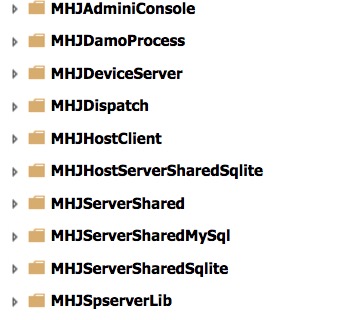 MHJAdminiConsole
MHJDamoProcess
MHJDeviceServer
MHJDispatch
MHJHostClient
MHJHostServerSharedSqlite
MHJServerShared
MHJServerSharedMySql
MHJServerSharedSqlite
MHJSpserverLib